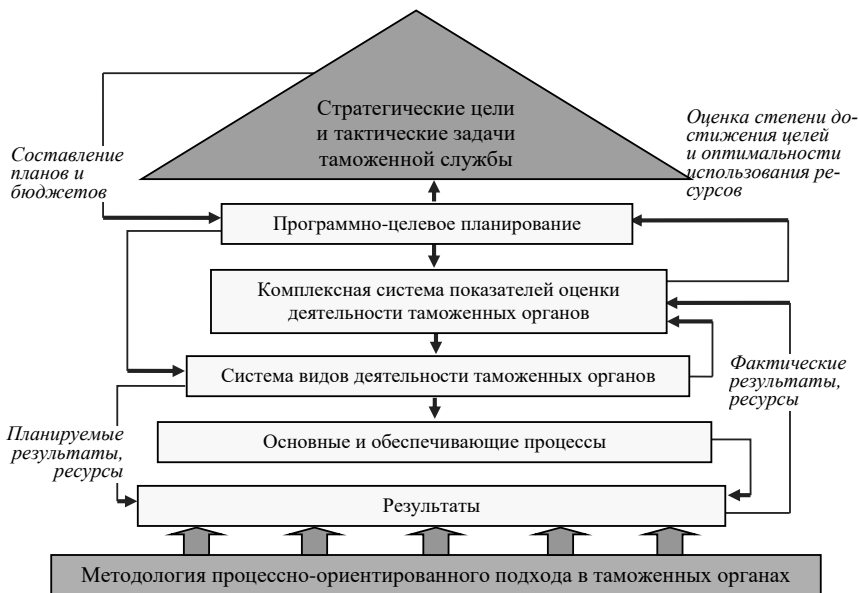 Стратегические цели
и тактические задачи
таможенной службы
Оценка степени до-
стижения целей
и оптимальности
использования ре-
сурсов
Составление
планов и
бюджетов
Программно-целевое планирование
Комплексная система показателей оценки
деятельности таможенных органов
Система видов деятельности таможенных органов
Фактические
результаты,
ресурсы
Планируемые
результаты,
ресурсы
Основные и обеспечивающие процессы
Результаты
Методология процессно-ориентированного подхода в таможенных органах